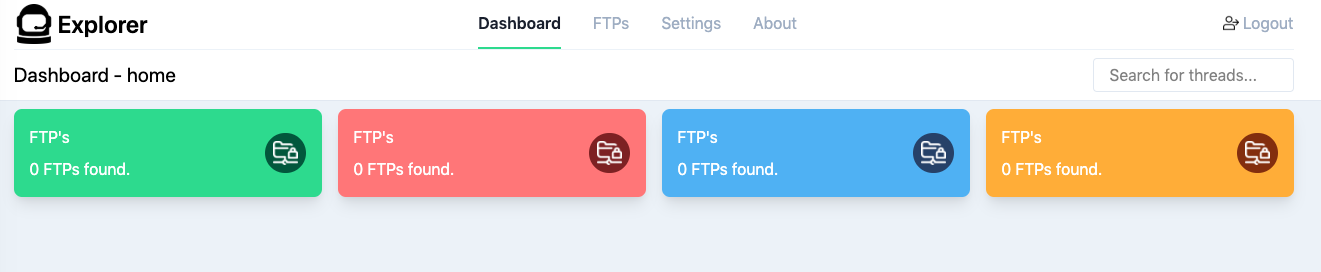 Explorer
Dashboard FTPs Settings About
Logout
Dashboard - home
Search for threads...
FTP's
0 FTPs found.
FTP's
0 FTPs found.
FTP's
0 FTPs found.
FTP's
0 FTPs found.